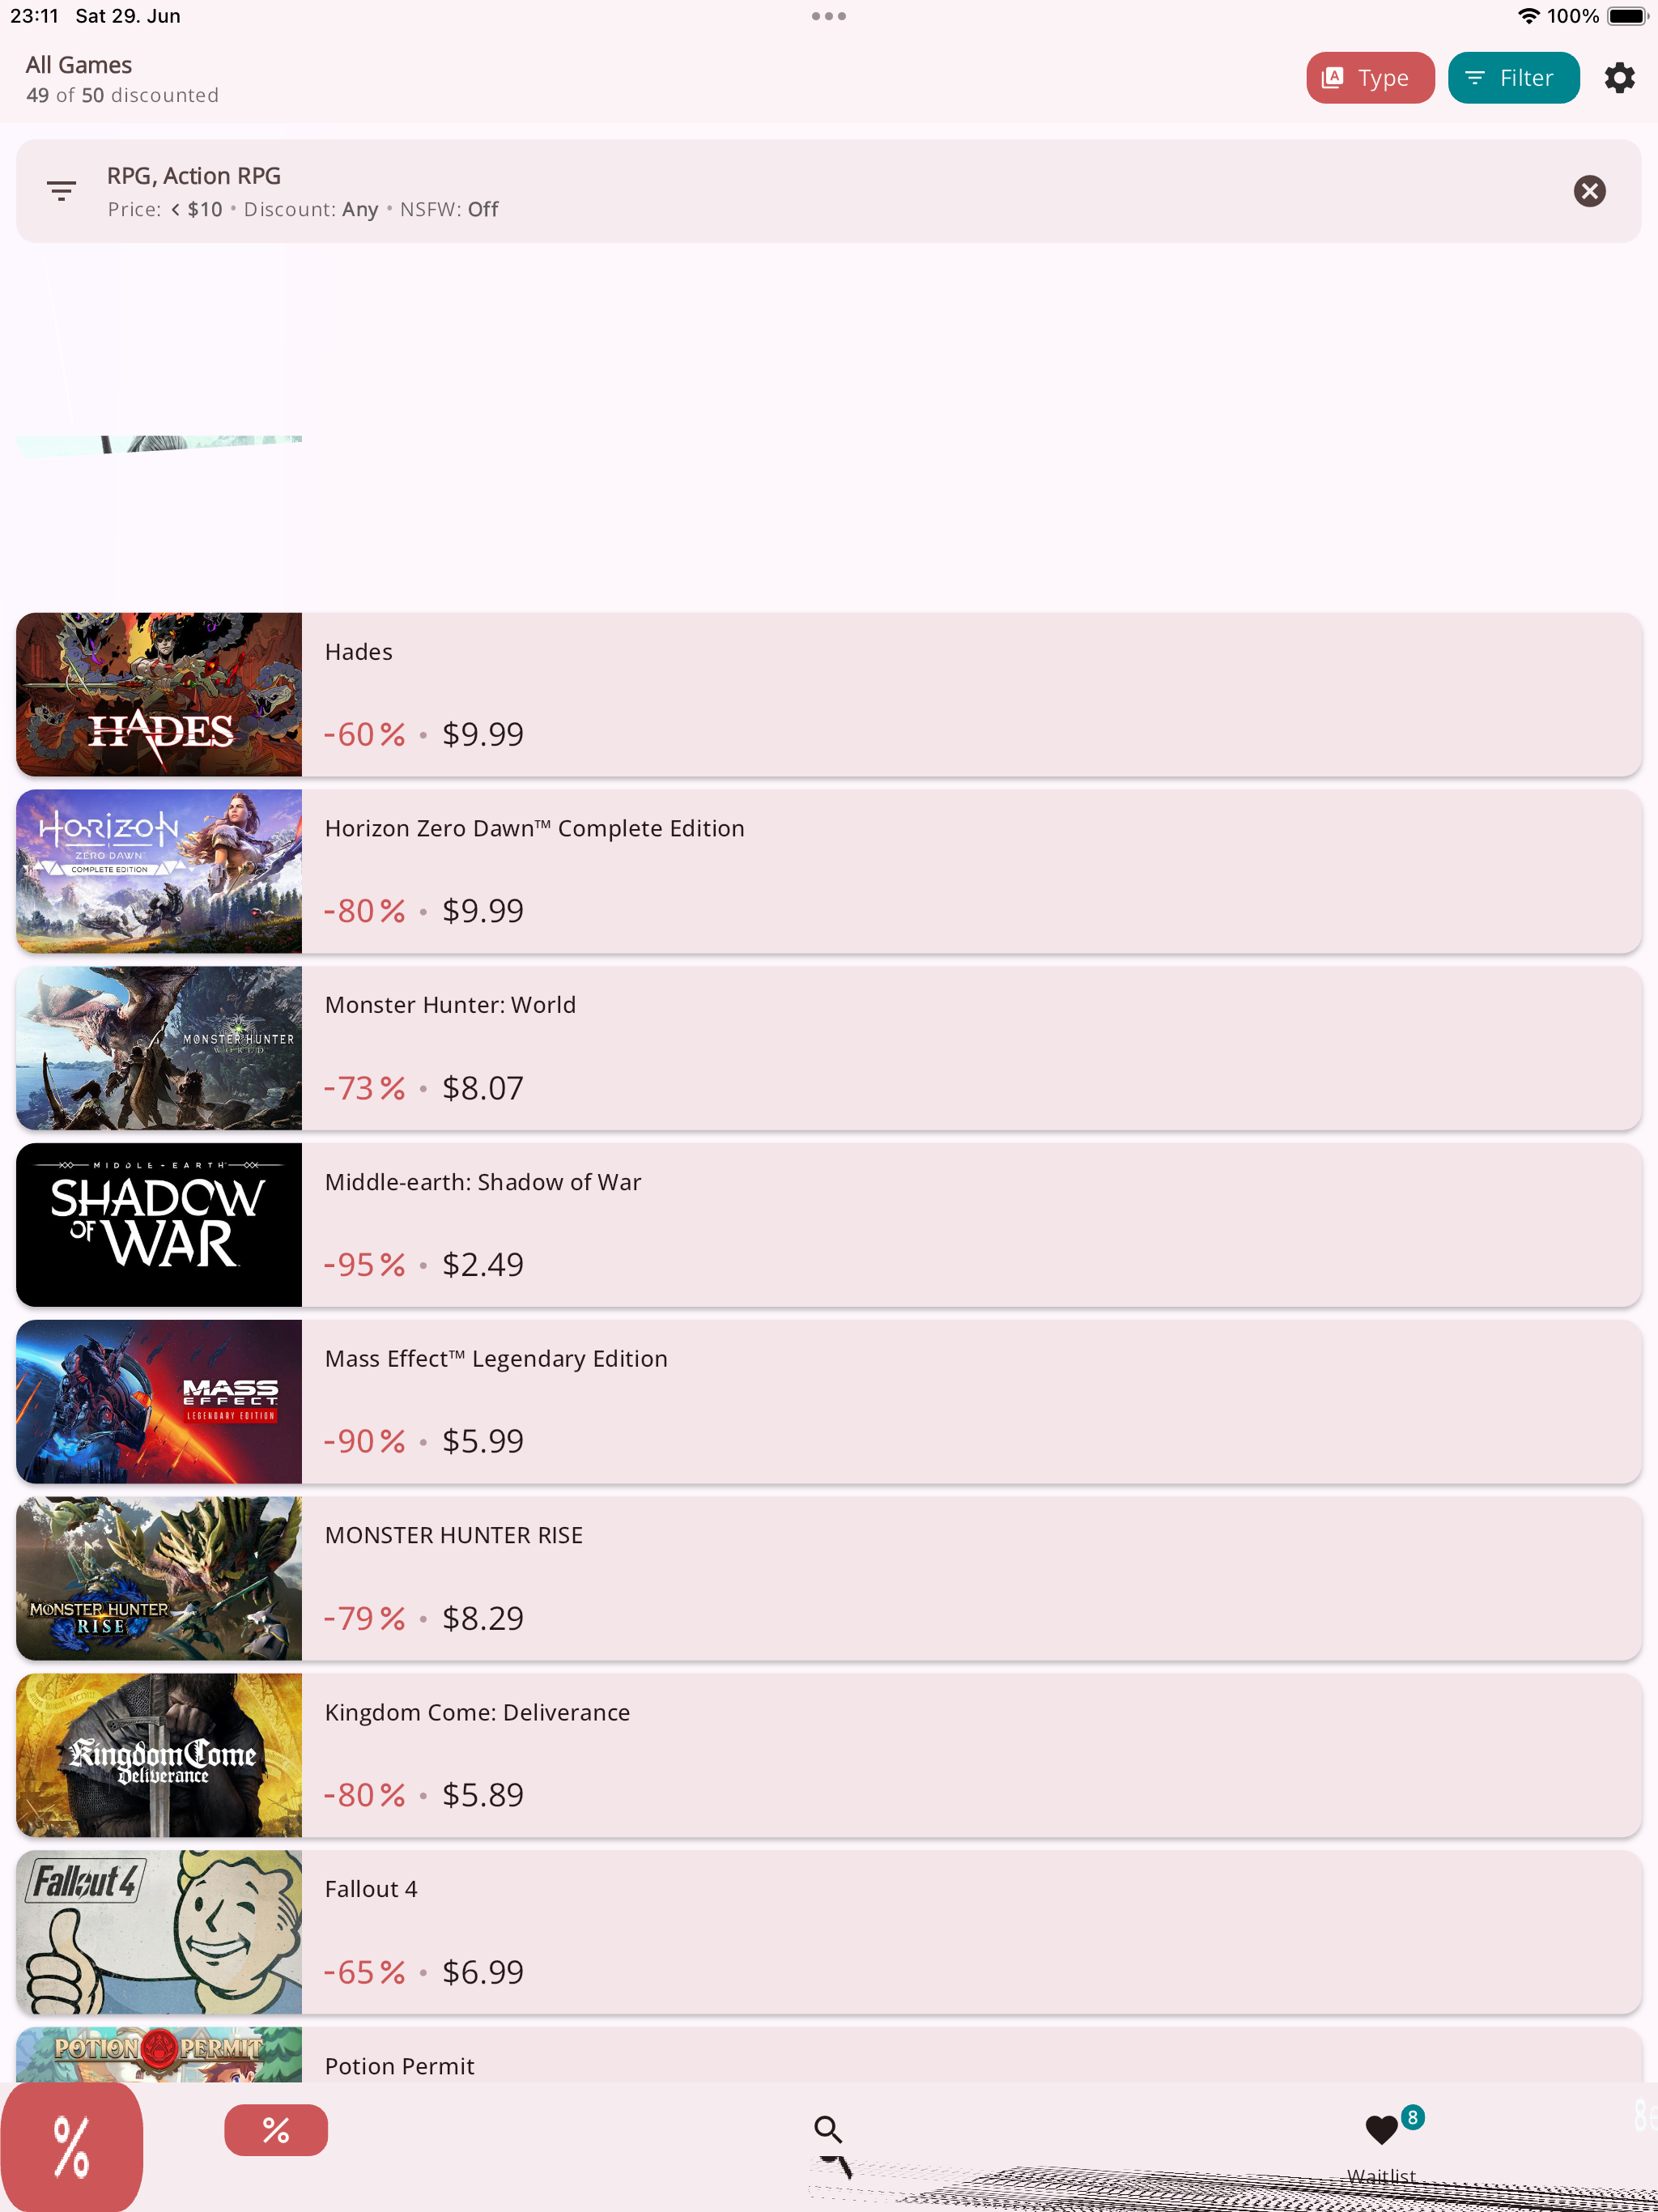 23:11 Sat 29. Jun
100%
All Games
49 of 50 discounted
Type
Filter
RPG, Action RPG
Price: < $10 • Discount: Any • NSFW: Off
HADES
Hades
-60% • $9.99
HORIZON
ZERO DAWN
COMPLETE EDITION
Horizon Zero Dawn™ Complete Edition
-80% • $9.99
MONSTER HUNTER
WORLD
Monster Hunter: World
-73% • $8.07
MIDDLE-EARTH
SHADOW
OF WAR
Middle-earth: Shadow of War
-95% • $2.49
MASS
EFFECT
LEGENDARY EDITION
Mass Effect™ Legendary Edition
-90% • $5.99
MONSTER HUNTER
RISE
MONSTER HUNTER RISE
-79% • $8.29
Kingdom Come
Deliverance
Kingdom Come: Deliverance
-80% • $5.89
Fallout 4
Fallout 4
-65% • $6.99
POTION PERMIT
Potion Permit
%
%
8
Waitlist